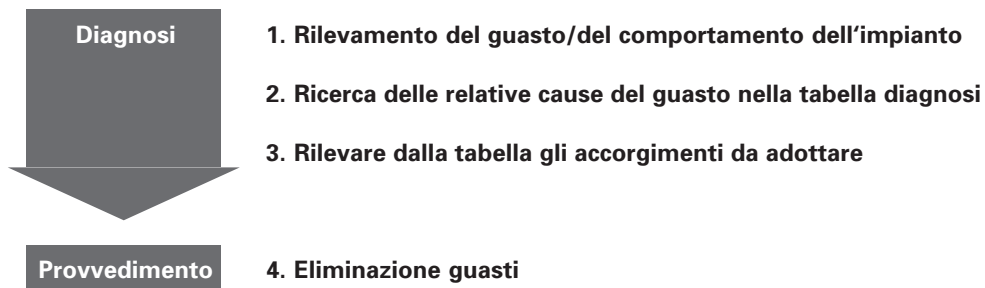 Diagnosi
1. Rilevamento del guasto/del comportamento dell'impianto
2. Ricerca delle relative cause del guasto nella tabella diagnosi
3. Rilevare dalla tabella gli accorgimenti da adottare
Provvedimento
4. Eliminazione guasti